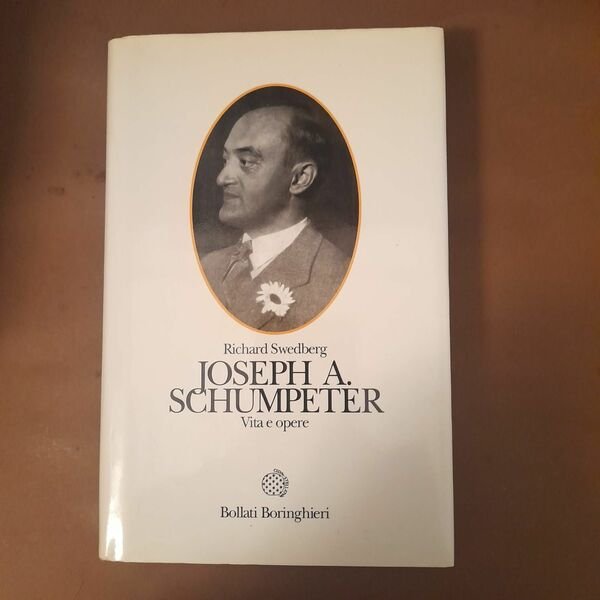 Richard Swedberg
JOSEPH A.
SCHUMPETER
Vita e opere
Bollati Boringhieri